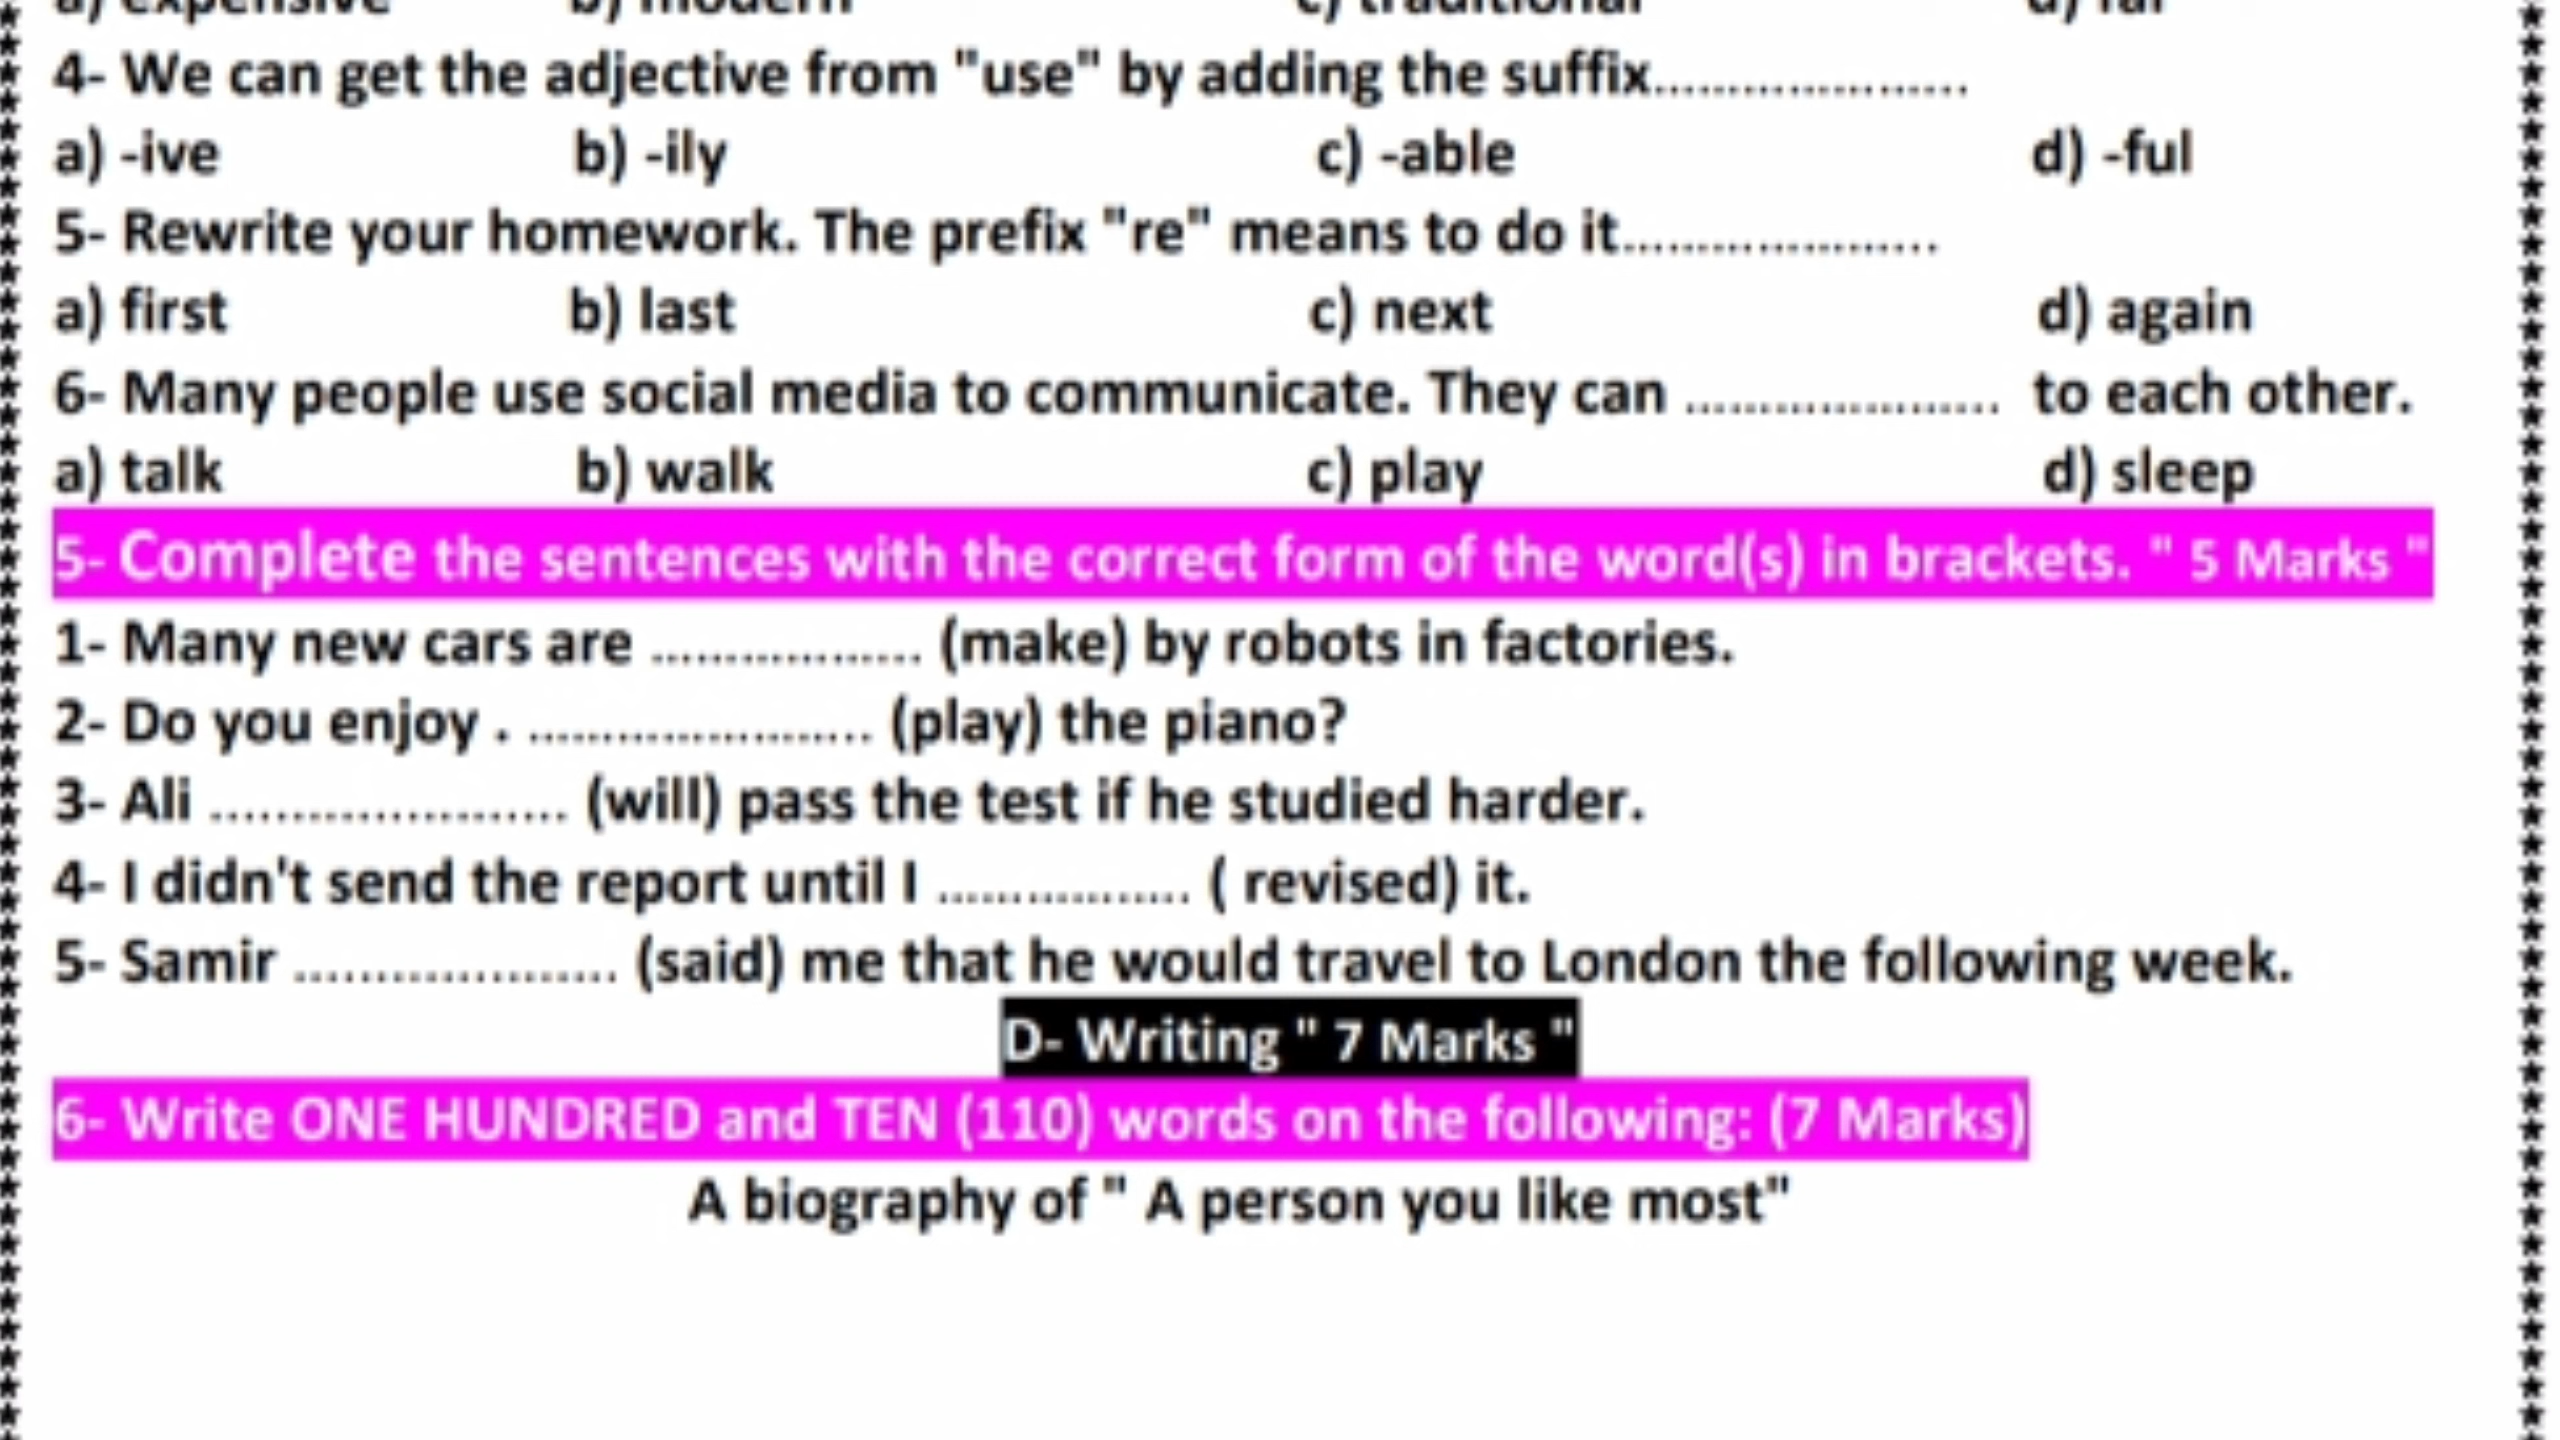 a) expensive b) modern c) traditional d) far
4- We can get the adjective from "use" by adding the suffix.....................
a) -ive b) -ily c) -able d) -ful
5- Rewrite your homework. The prefix "re" means to do it.....................
a) first b) last c) next d) again
6- Many people use social media to communicate. They can ..................... to each other.
a) talk b) walk c) play d) sleep
5- Complete the sentences with the correct form of the word(s) in brackets. " 5 Marks "
1- Many new cars are .................. (make) by robots in factories.
2- Do you enjoy . ....................... (play) the piano?
3- Ali ....................... (will) pass the test if he studied harder.
4- I didn't send the report until I ................. ( revised) it.
5- Samir ..................... (said) me that he would travel to London the following week.
D- Writing " 7 Marks "
6- Write ONE HUNDRED and TEN (110) words on the following: (7 Marks)
A biography of " A person you like most"